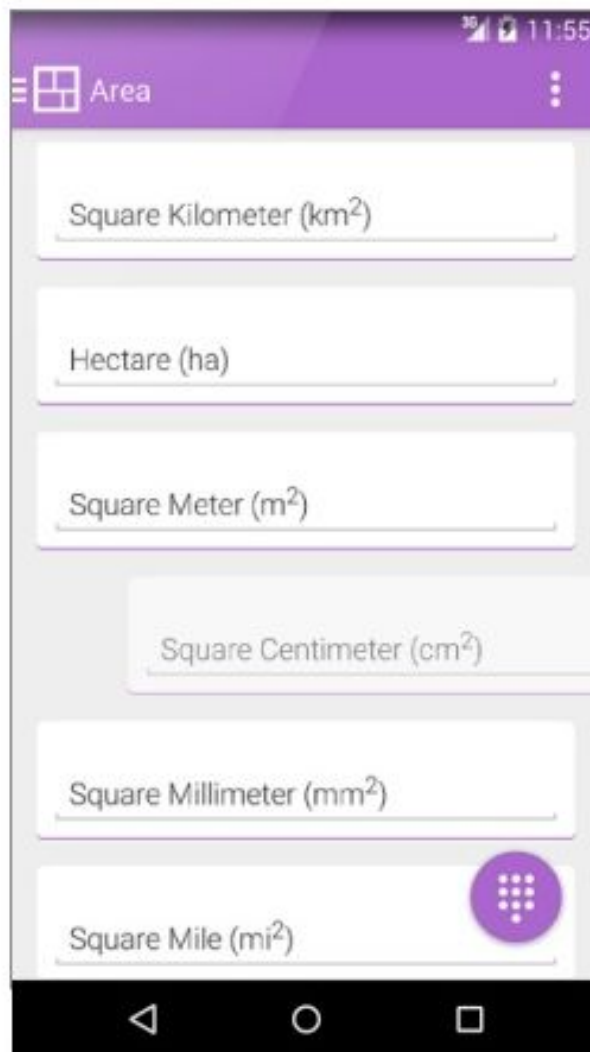 3G 11:55
Area
Square Kilometer (km²)
Hectare (ha)
Square Meter (m²)
Square Centimeter (cm²)
Square Millimeter (mm²)
Square Mile (mi²)